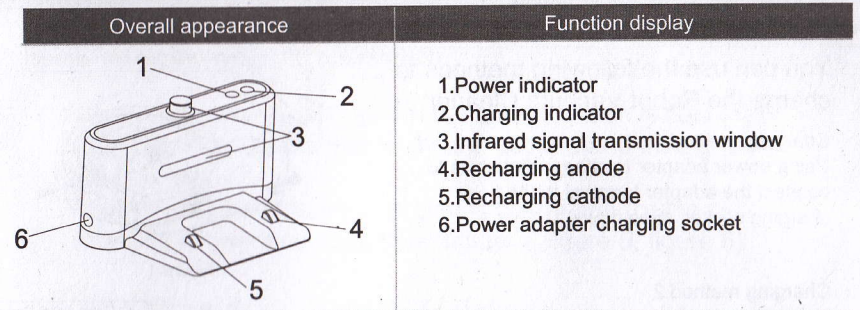 Overall appearance
Function display
1
2
3
4
5
6
1.Power indicator
2.Charging indicator
3.Infrared signal transmission window
4.Recharging anode
5.Recharging cathode
6.Power adapter charging socket